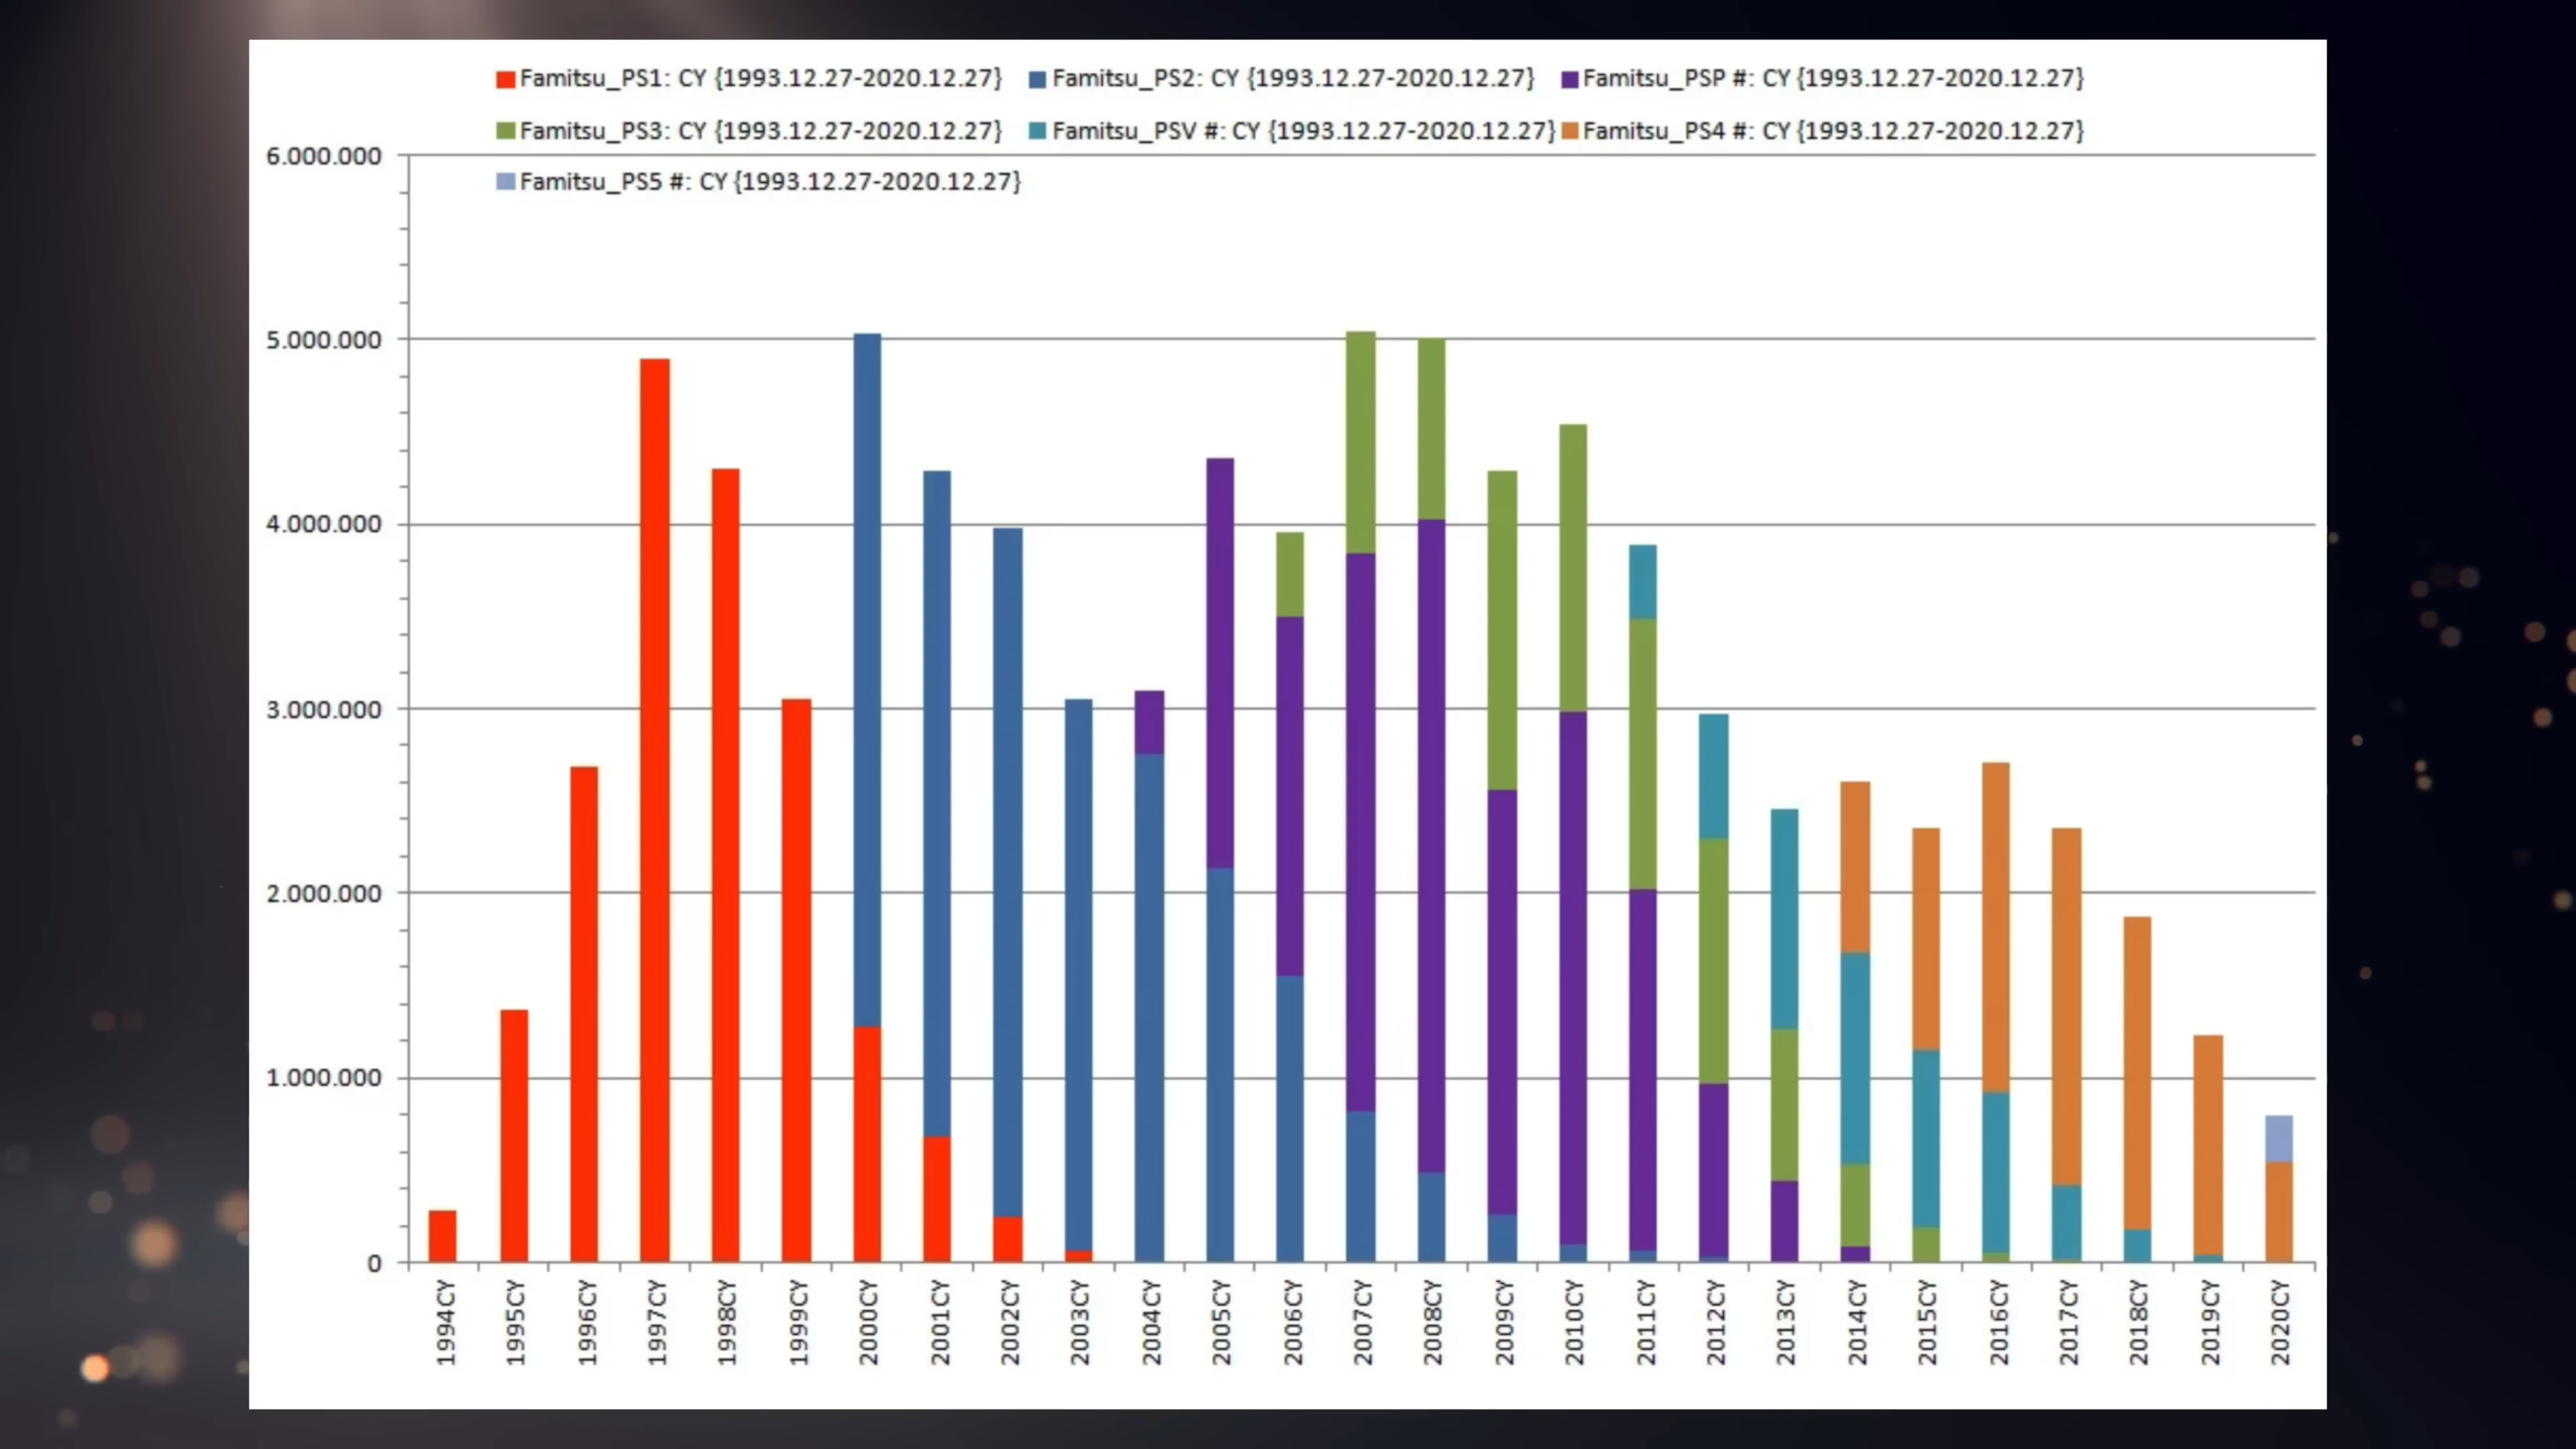 Famitsu_PS1: CY {1993.12.27-2020.12.27} Famitsu_PS2: CY {1993.12.27-2020.12.27} Famitsu_PSP #: CY {1993.12.27-2020.12.27}
Famitsu_PS3: CY {1993.12.27-2020.12.27} Famitsu_PSV #: CY {1993.12.27-2020.12.27} Famitsu_PS4 #: CY {1993.12.27-2020.12.27}
6.000.000
Famitsu_PS5 #: CY {1993.12.27-2020.12.27}
5.000.000
4.000.000
3.000.000
2.000.000
1.000.000
0
1994CY
1995CY
1996CY
1997CY
1998CY
1999CY
2000CY
2001CY
2002CY
2003CY
2004CY
2005CY
2006CY
2007CY
2008CY
2009CY
2010CY
2011CY
2012CY
2013CY
2014CY
2015CY
2016CY
2017CY
2018CY
2019CY
2020CY